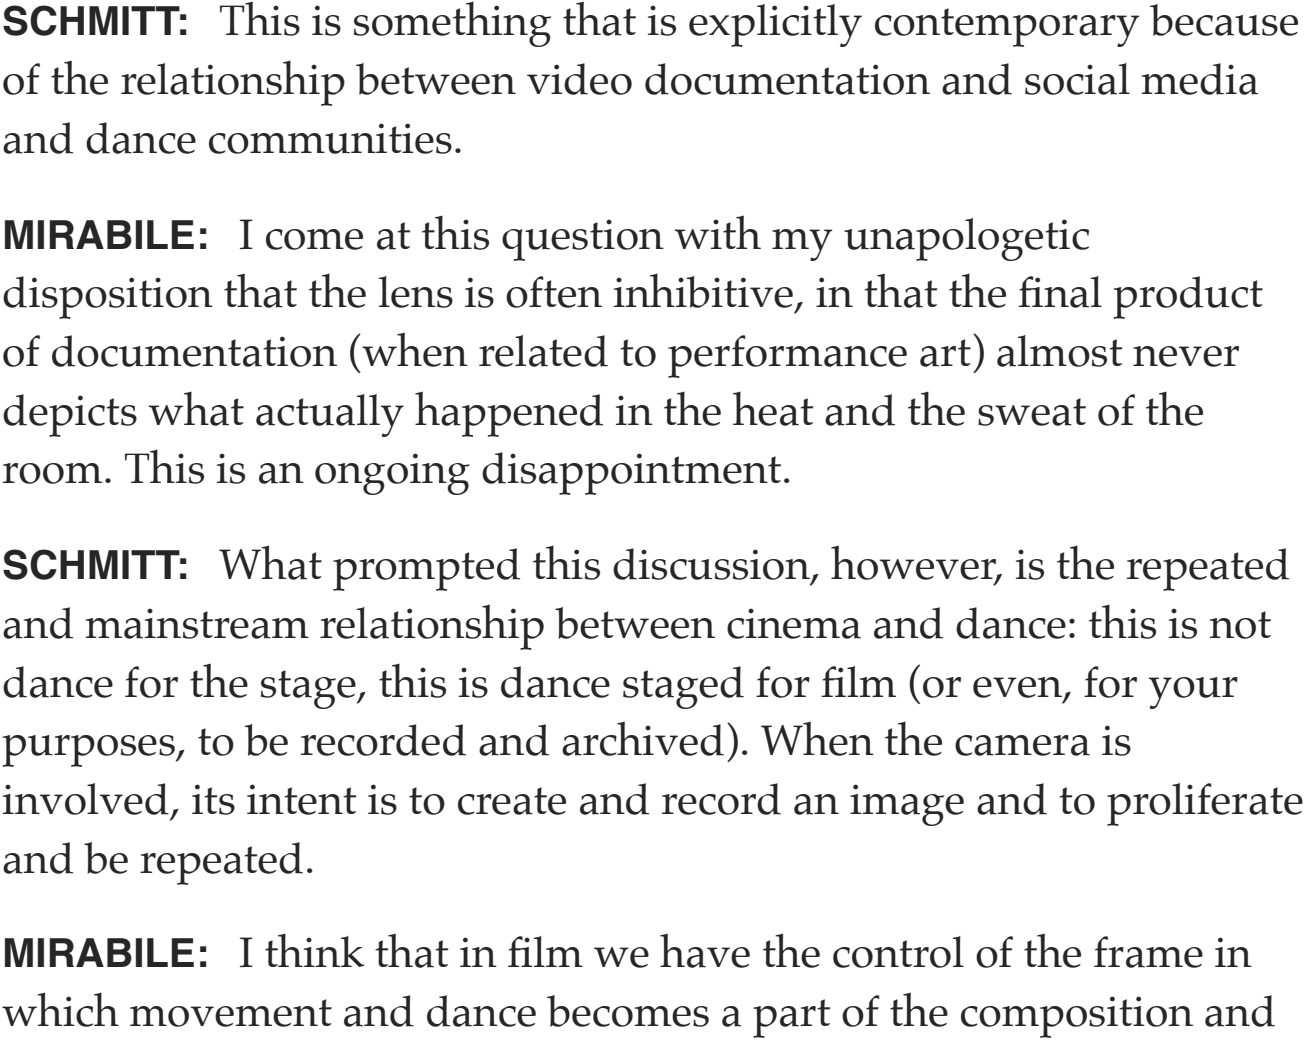 SCHMITT: This is something that is explicitly contemporary because
of the relationship between video documentation and social media
and dance communities.
MIRABILE: I come at this question with my unapologetic
disposition that the lens is often inhibitive, in that the final product
of documentation (when related to performance art) almost never
depicts what actually happened in the heat and the sweat of the
room. This is an ongoing disappointment.
SCHMITT: What prompted this discussion, however, is the repeated
and mainstream relationship between cinema and dance: this is not
dance for the stage, this is dance staged for film (or even, for your
purposes, to be recorded and archived). When the camera is
involved, its intent is to create and record an image and to proliferate
and be repeated.
MIRABILE: I think that in film we have the control of the frame in
which movement and dance becomes a part of the composition and